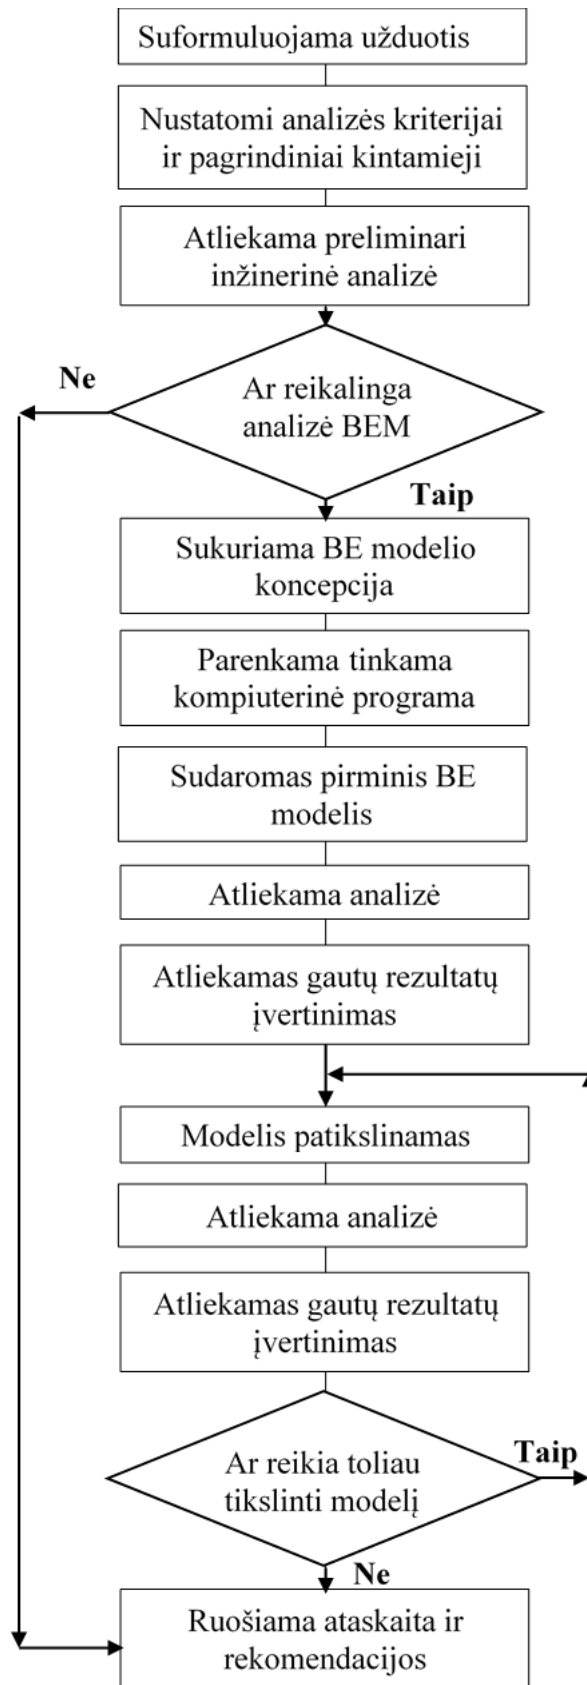 Suformuluojama užduotis
Nustatomi analizės kriterijai
ir pagrindiniai kintamieji
Atliekama preliminari
inžinerinė analizė
Ne
Ar reikalinga
analizė BEM
Taip
Sukuriama BE modelio
koncepcija
Parenkama tinkama
kompiuterinė programa
Sudaromas pirminis BE
modelis
Atliekama analizė
Atliekamas gautų rezultatų
įvertinimas
Modelis patikslinamas
Atliekama analizė
Atliekamas gautų rezultatų
įvertinimas
Ar reikia toliau
tikslinti modelį
Taip
Ne
Ruošiama ataskaita ir
rekomendacijos